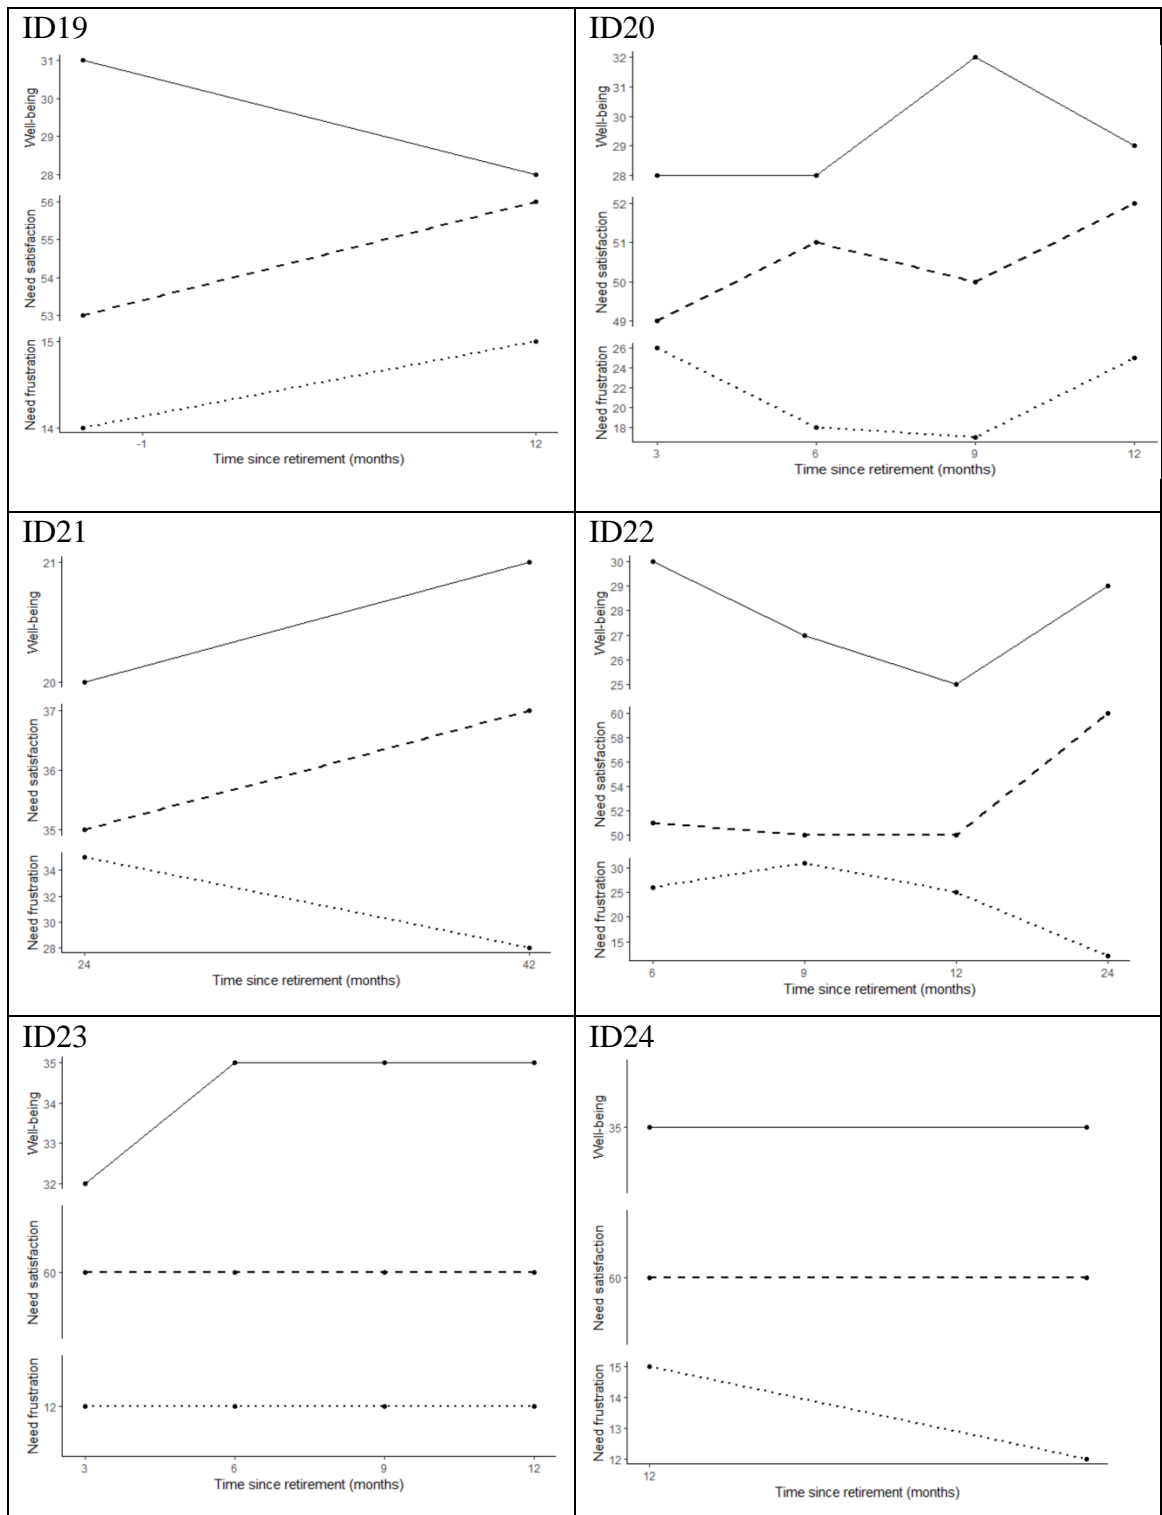 ID19
Well-being
31
30
29
28
Need satisfaction
56
55
54
53
Need frustration
15
14
-1 12
Time since retirement (months)
ID20
Well-being
32
31
30
29
28
Need satisfaction
52
51
50
49
Need frustration
26
24
22
20
18
3 6 9 12
Time since retirement (months)
ID21
Well-being
21
20
Need satisfaction
37
36
35
Need frustration
34
32
30
28
24 42
Time since retirement (months)
ID22
Well-being
30
29
28
27
26
25
Need satisfaction
60
58
56
54
52
50
Need frustration
30
25
20
15
6 9 12 24
Time since retirement (months)
ID23
Well-being
35
34
33
32
Need satisfaction
60
Need frustration
12
3 6 9 12
Time since retirement (months)
ID24
Well-being
35
Need satisfaction
60
Need frustration
15
14
13
12
12
Time since retirement (months)